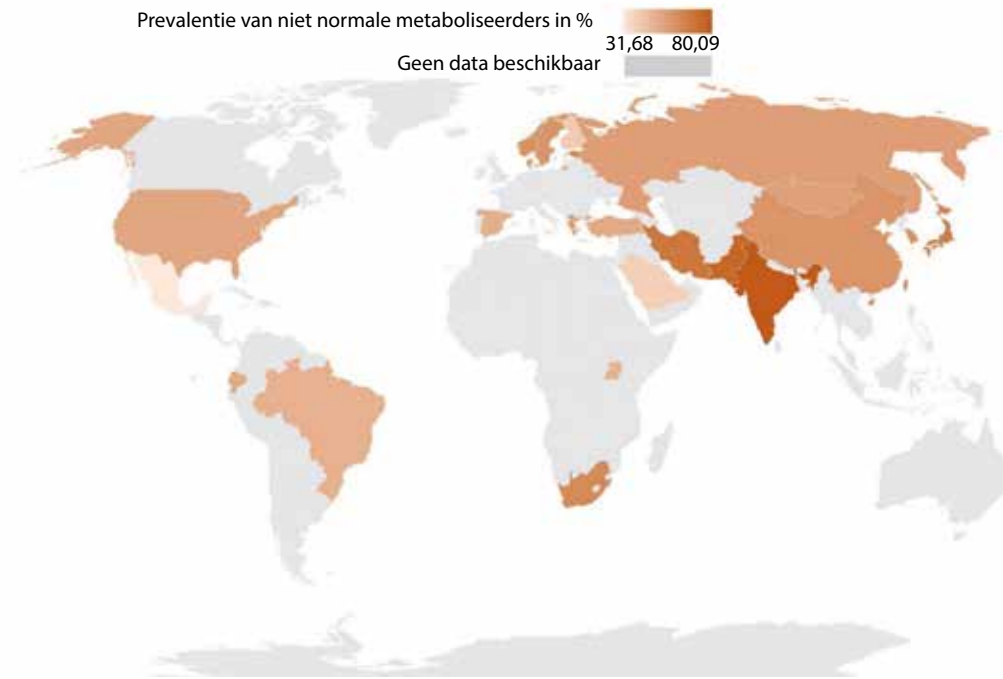 Prevalentie van niet normale metaboliseerders in %
31,68 80,09
Geen data beschikbaar